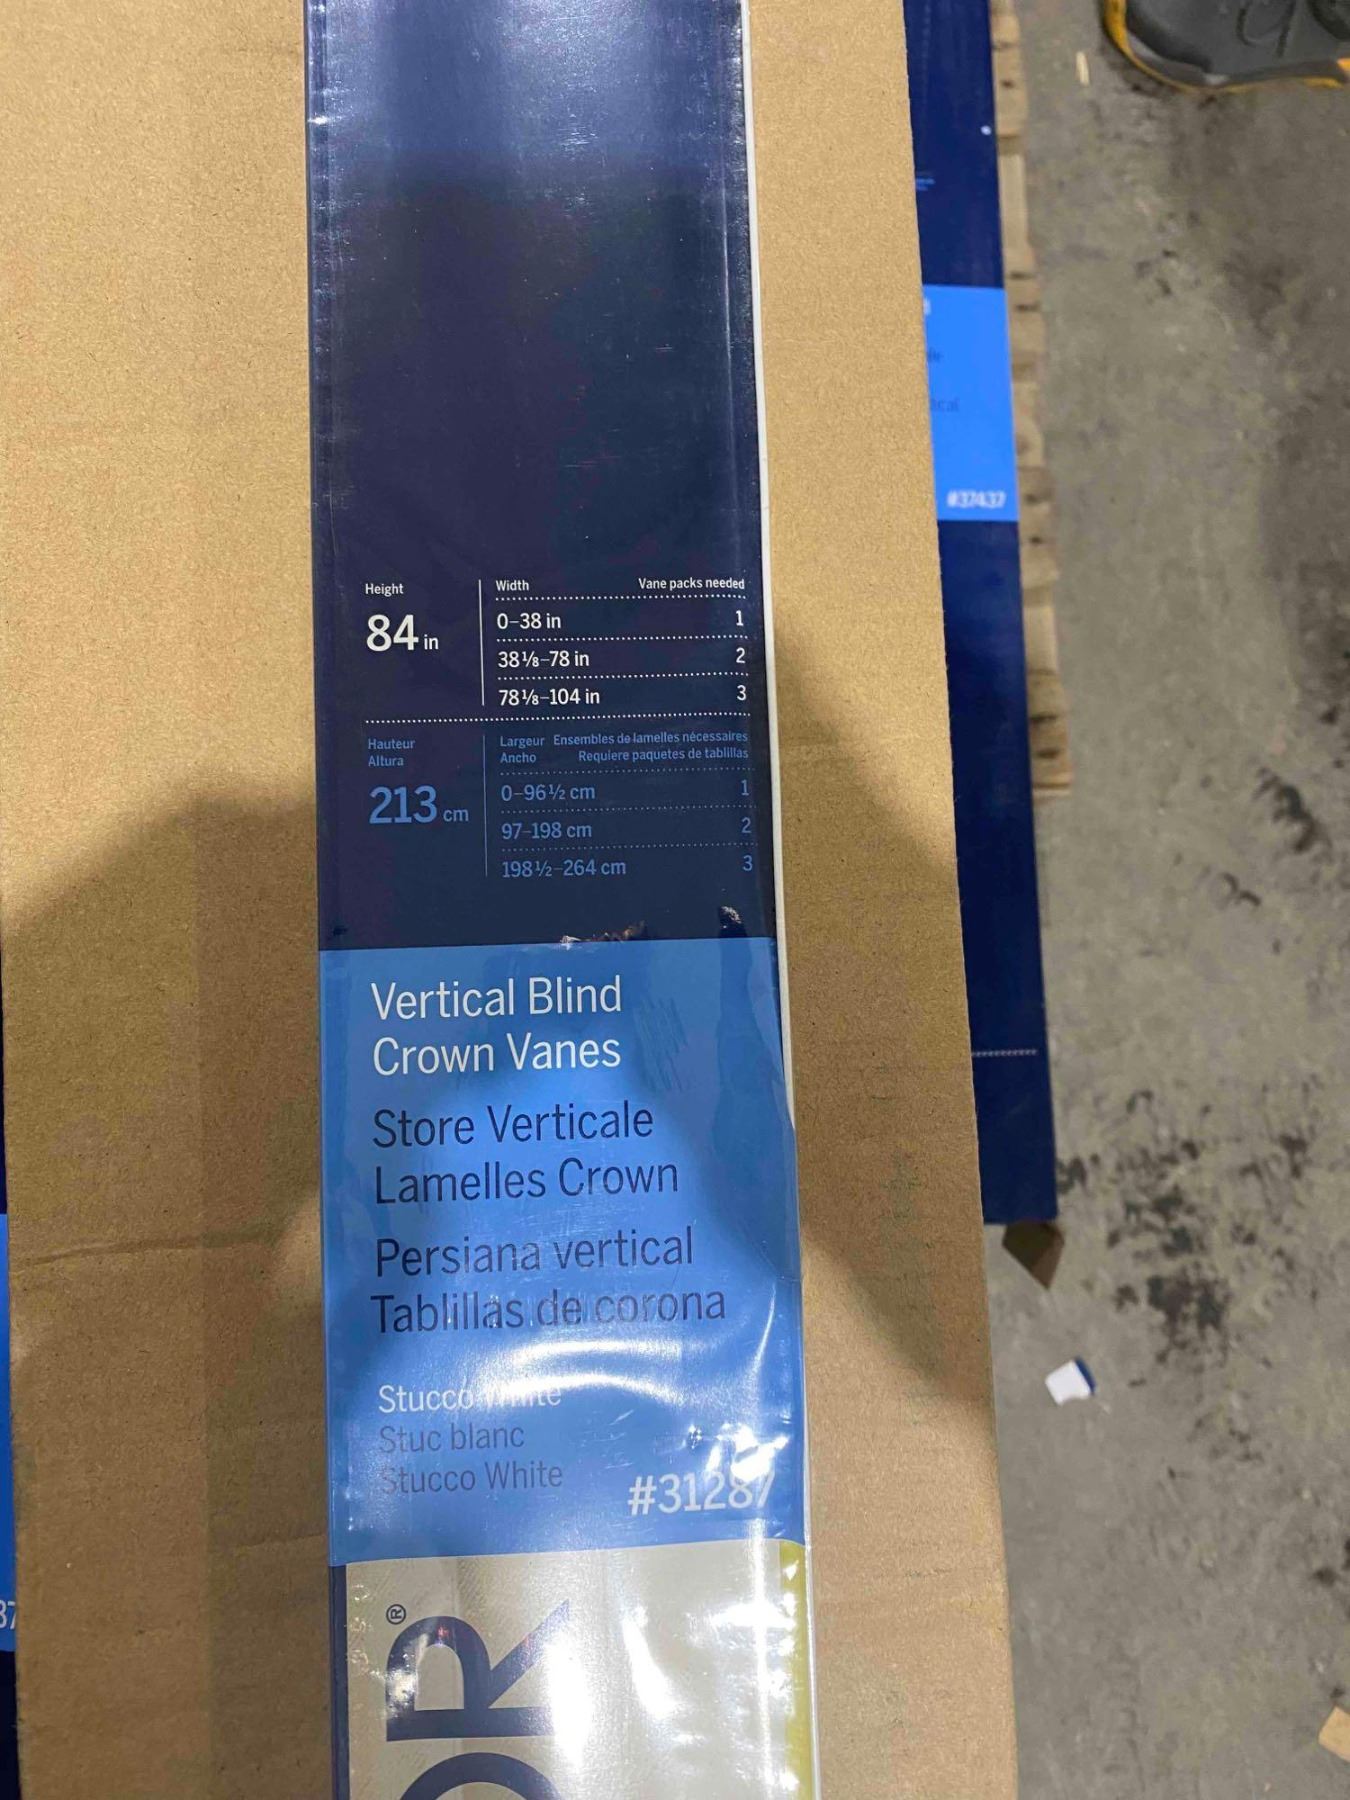 Height
84 in
Width Vane packs needed
0–38 in 1
38⅛–78 in 2
78⅛–104 in 3
Hauteur
Altura
213 cm
Largeur Ensembles de lamelles nécessaires
Ancho Requiere paquetes de tablillas
0–96½ cm 1
97–198 cm 2
198½–264 cm 3
Vertical Blind
Crown Vanes
Store Verticale
Lamelles Crown
Persiana vertical
Tablillas de corona
Stucco White
Stuc blanc
Stucco White
#31287
OR®
#37437